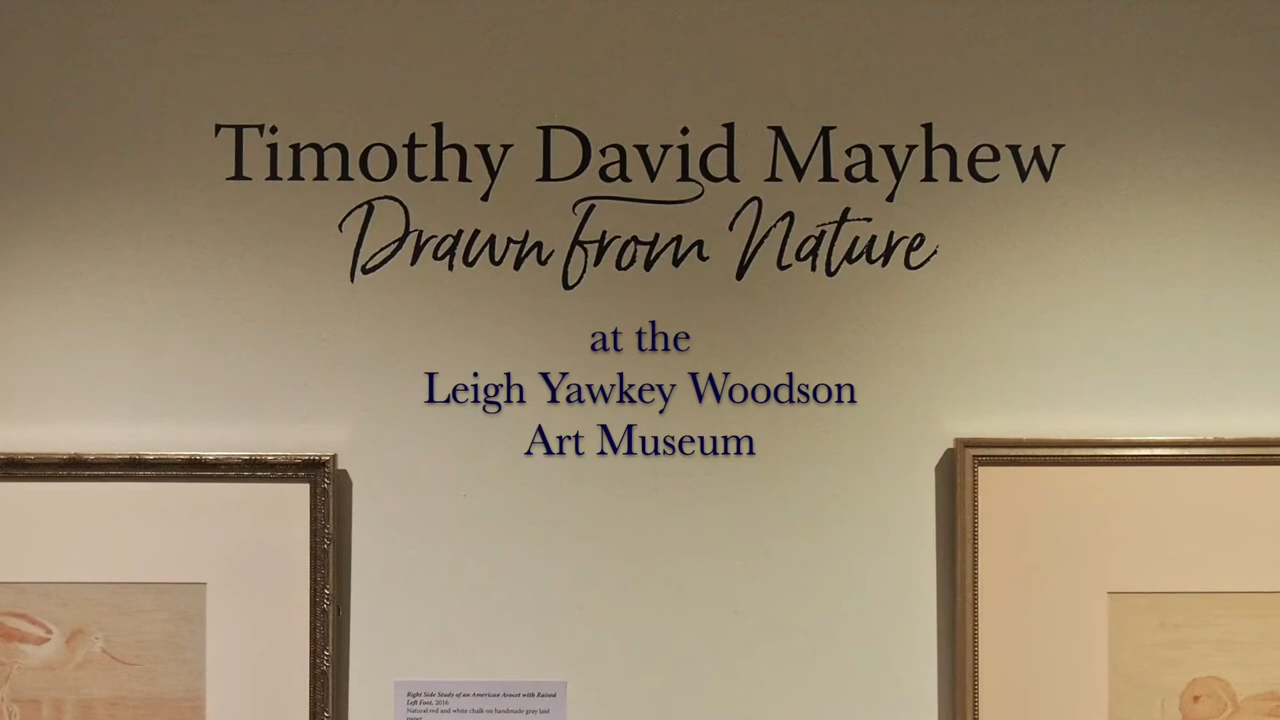 Timothy David Mayhew
Drawn from Nature
at the
Leigh Yawkey Woodson
Art Museum
Right Side Study of an American Avocet with Raised
Left Foot, 2016
Natural red and white chalk on handmade gray laid
paper